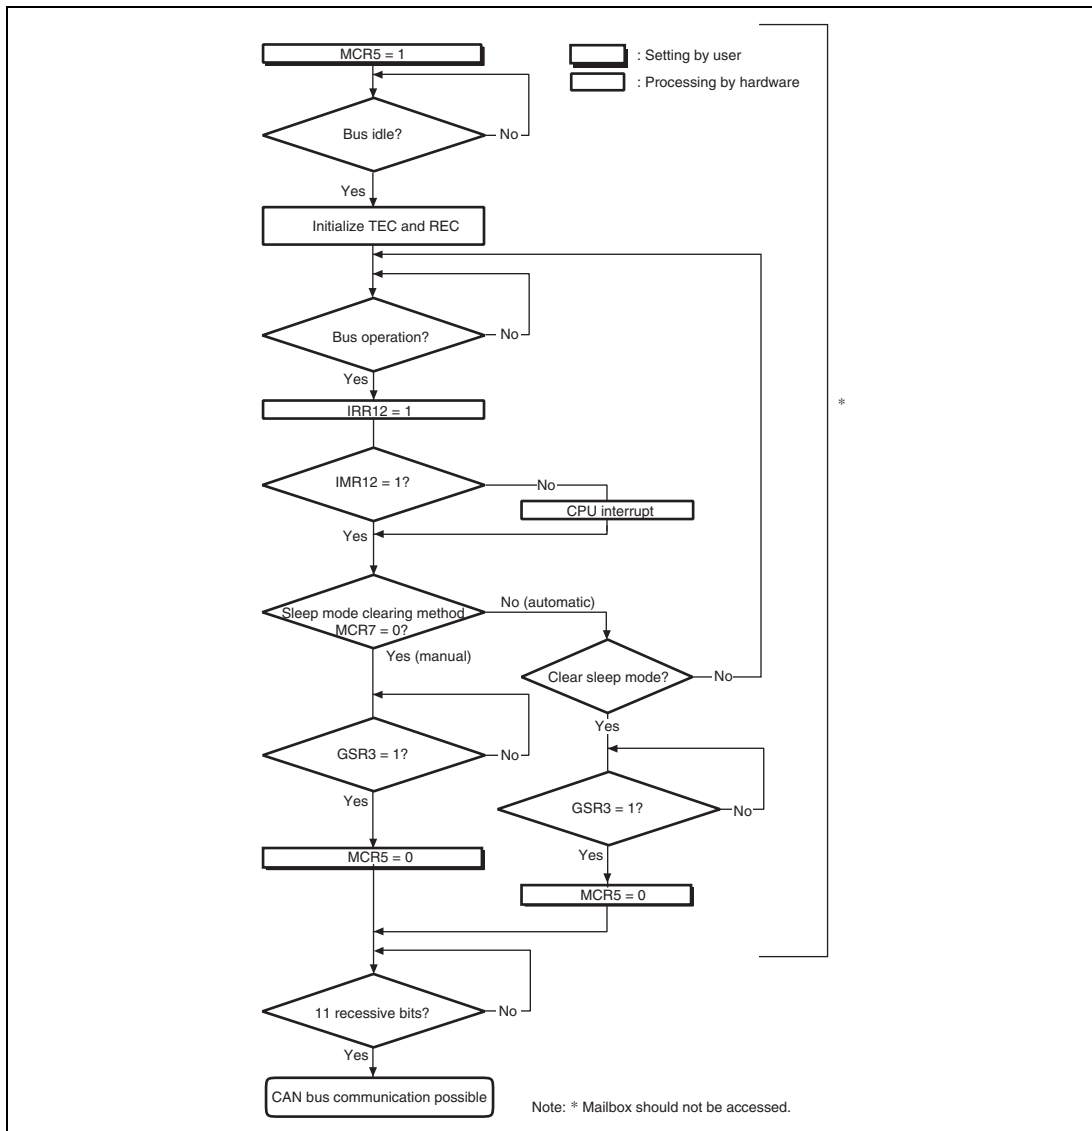 MCR5 = 1
: Setting by user
: Processing by hardware
Bus idle?
No
Yes
Initialize TEC and REC
Bus operation?
No
Yes
IRR12 = 1
*
IMR12 = 1?
No
CPU interrupt
Yes
Sleep mode clearing method
MCR7 = 0?
No (automatic)
Yes (manual)
Clear sleep mode?
No
Yes
GSR3 = 1?
No
Yes
GSR3 = 1?
No
Yes
MCR5 = 0
MCR5 = 0
11 recessive bits?
No
Yes
CAN bus communication possible
Note: * Mailbox should not be accessed.